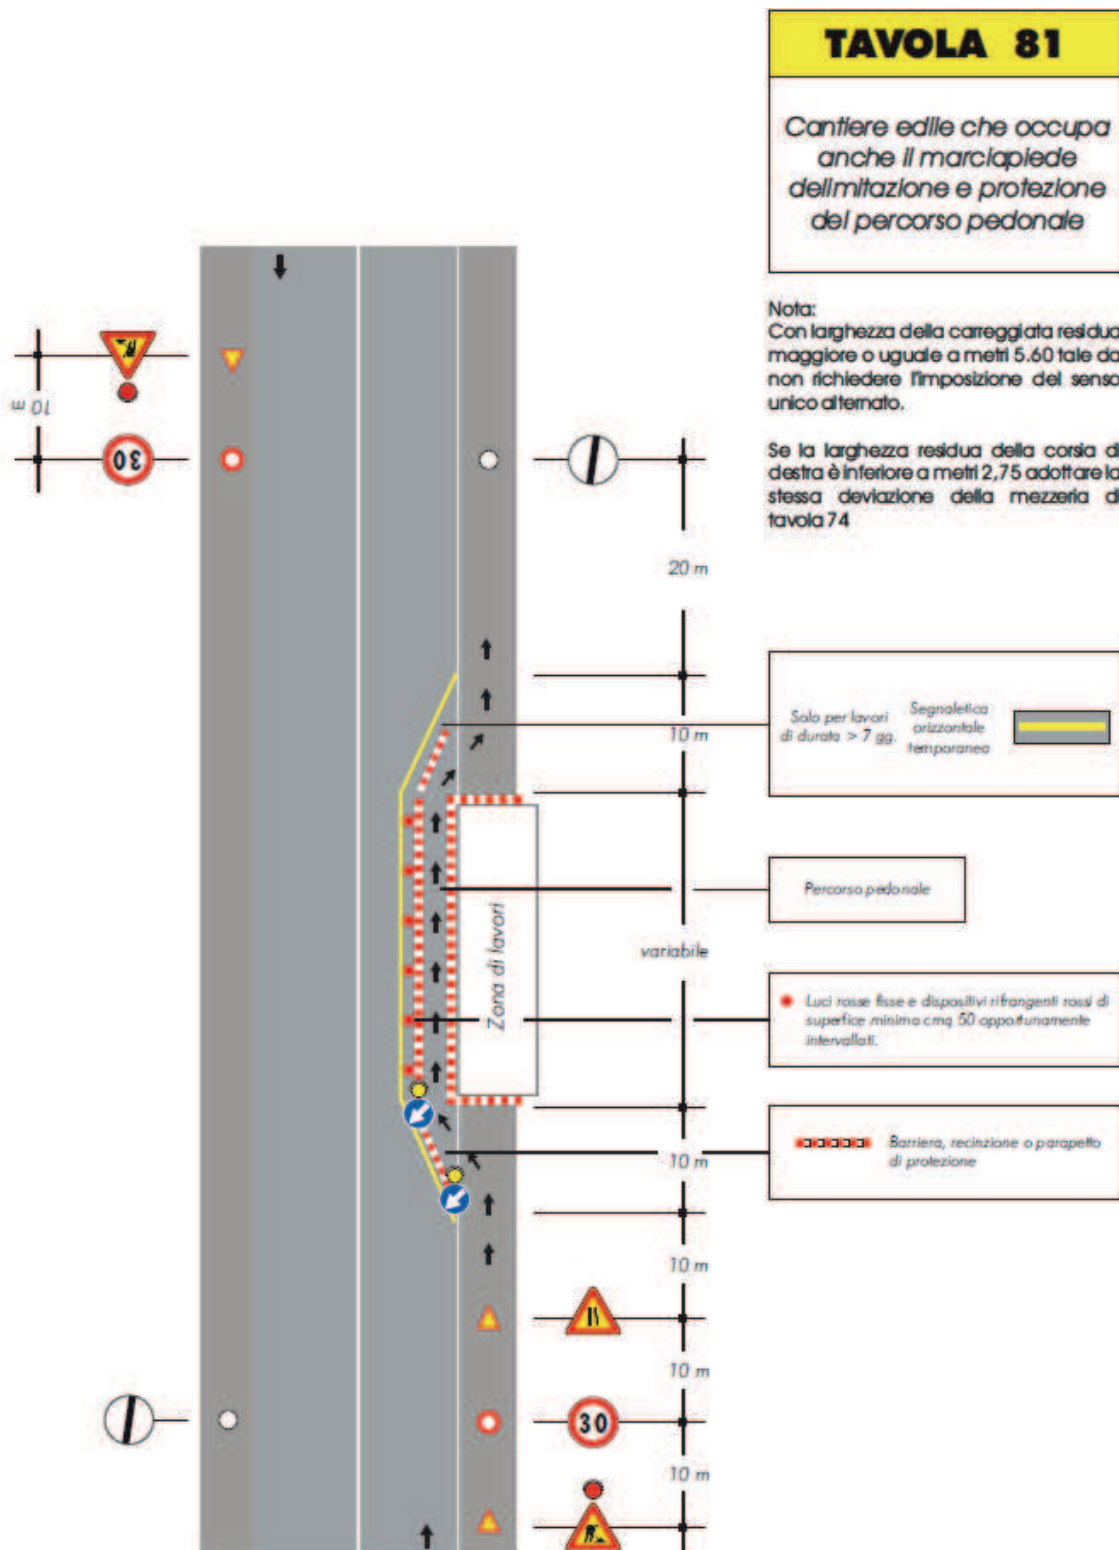 TAVOLA 81
Cantiere edile che occupa
anche il marciapiede
delimitazione e protezione
del percorso pedonale
Nota:
Con larghezza della carreggiata residua
maggiore o uguale a metri 5.60 tale da
non richiedere l'imposizione del senso
unico alternato.
Se la larghezza residua della corsia di
destra è inferiore a metri 2,75 adottare la
stessa deviazione della mezzeria di
tavola 74
10 m
30
20 m
10 m
Solo per lavori
di durata > 7 gg.
Segnaletica
orizzontale
temporanea
Percorso pedonale
Zona di lavori
variabile
Luci rosse fisse e dispositivi rifrangenti rossi di
superfice minima cmq 50 opportunamente
intervallati.
Barriera, recinzione o parapetto
di protezione
10 m
10 m
10 m
30
10 m